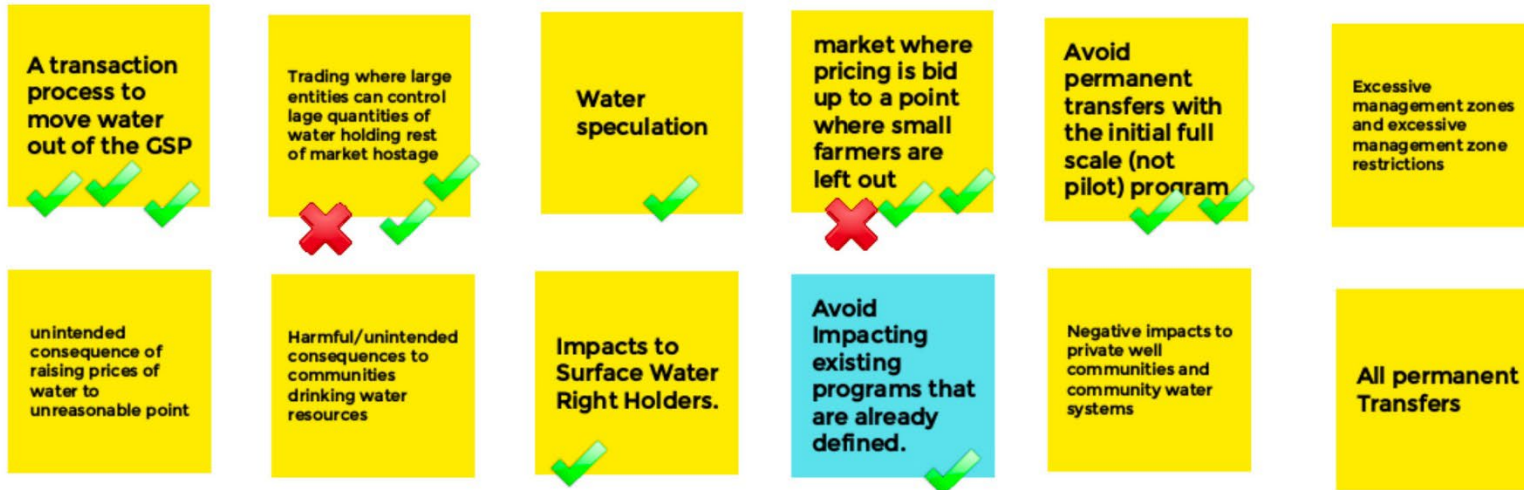 A transaction
process to
move water
out of the GSP
Trading where large
entities can control
lage quantities of
water holding rest
of market hostage
Water
speculation
market where
pricing is bid
up to a point
where small
farmers are
left out
Avoid
permanent
transfers with
the initial full
scale (not
pilot) program
Excessive
management zones
and excessive
management zone
restrictions
unintended
consequence of
raising prices of
water to
unreasonable point
Harmful/unintended
consequences to
communities
drinking water
resources
Impacts to
Surface Water
Right Holders.
Avoid
Impacting
existing
programs that
are already
defined.
Negative impacts to
private well
communities and
community water
systems
All permanent
Transfers